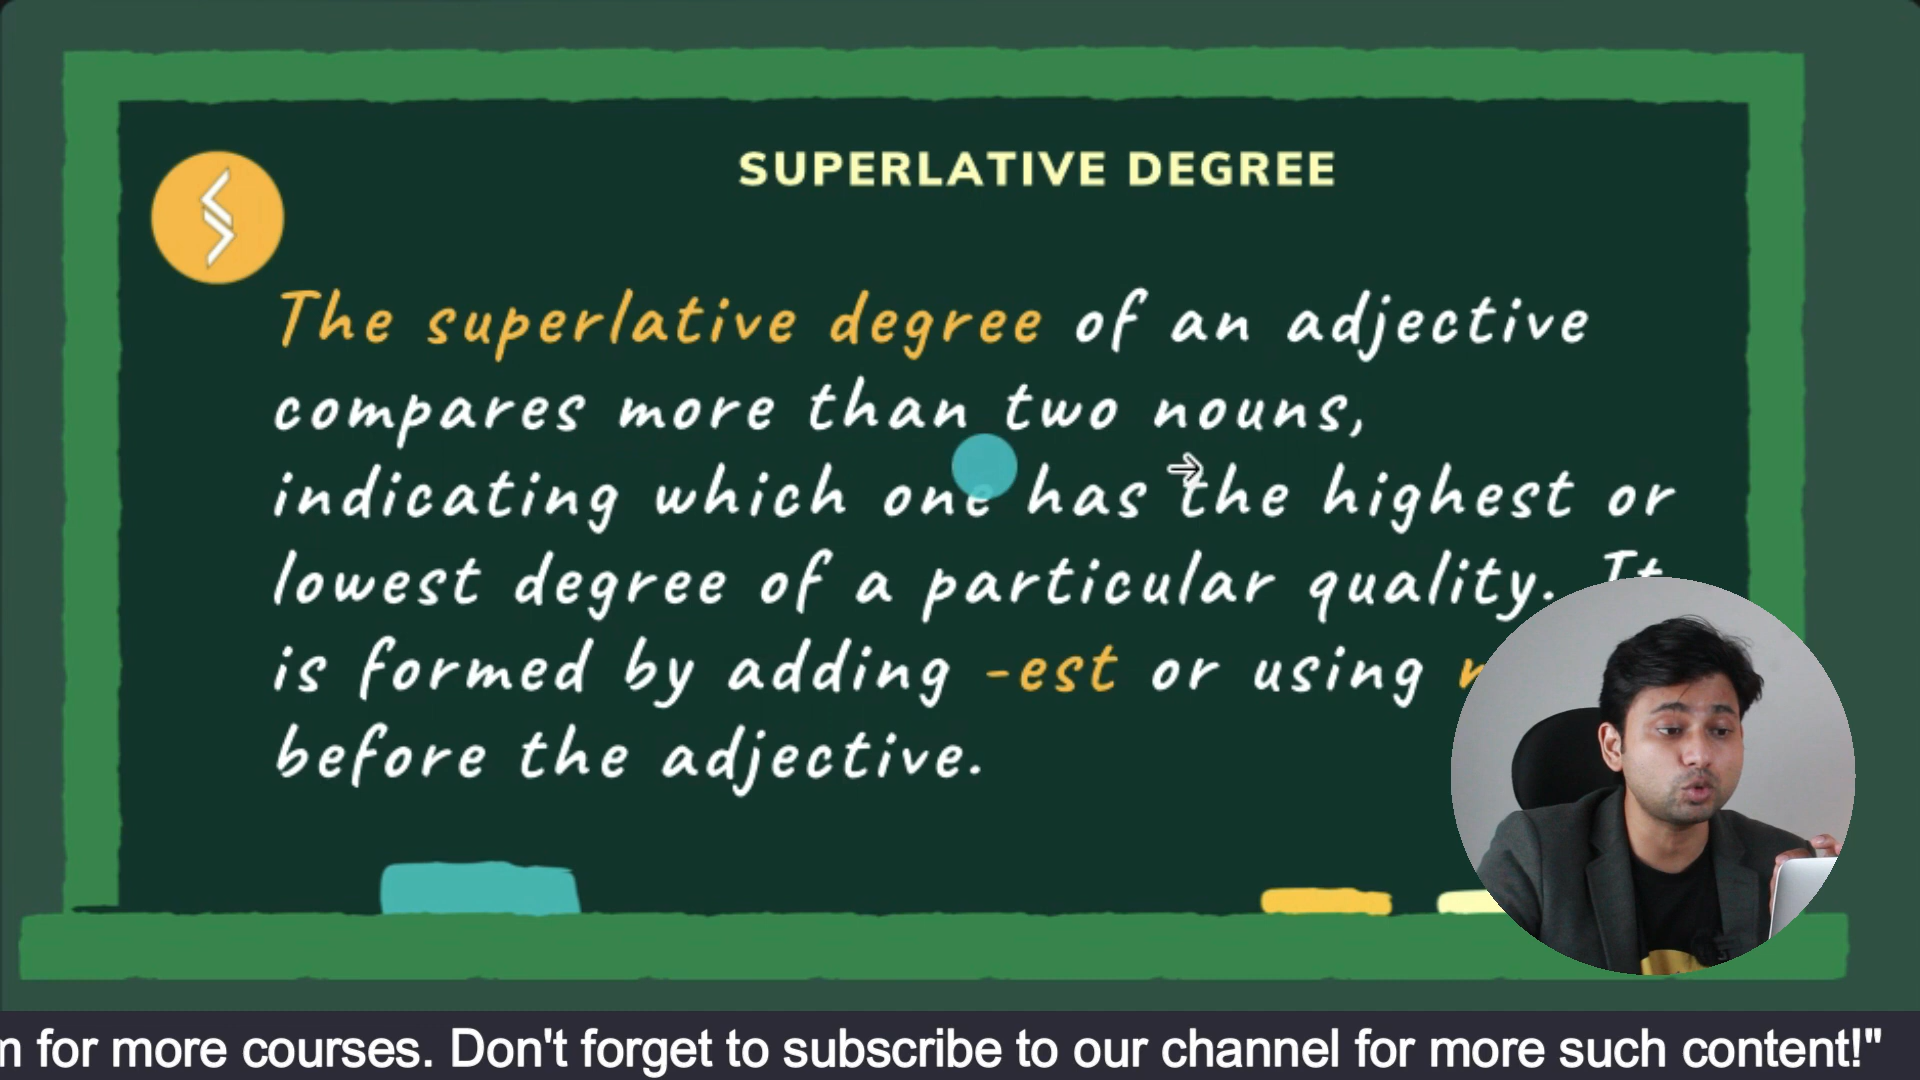 SUPERLATIVE DEGREE
The superlative degree of an adjective
compares more than two nouns,
indicating which one has the highest or
lowest degree of a particular quality. It
is formed by adding -est or using
before the adjective.
for more courses. Don't forget to subscribe to our channel for more such content!"